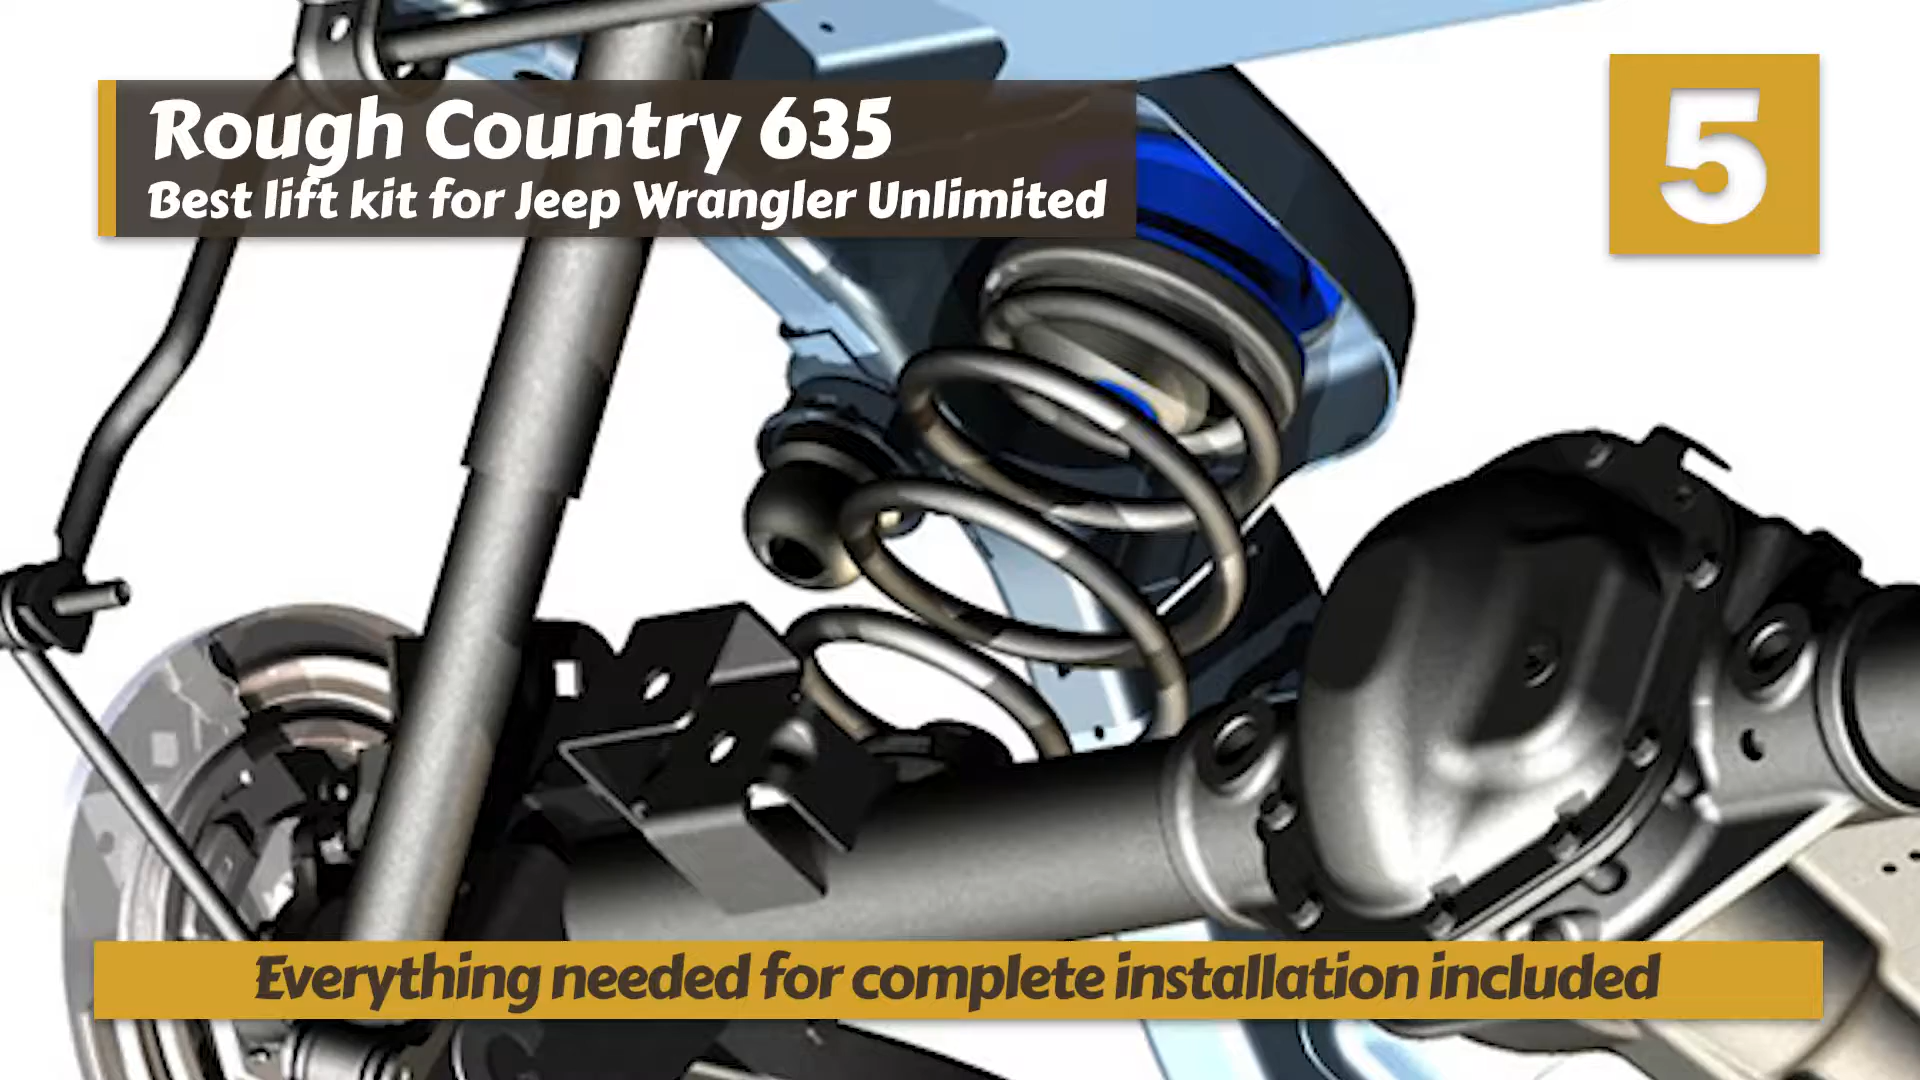 Rough Country 635
Best lift kit for Jeep Wrangler Unlimited
5
Everything needed for complete installation included